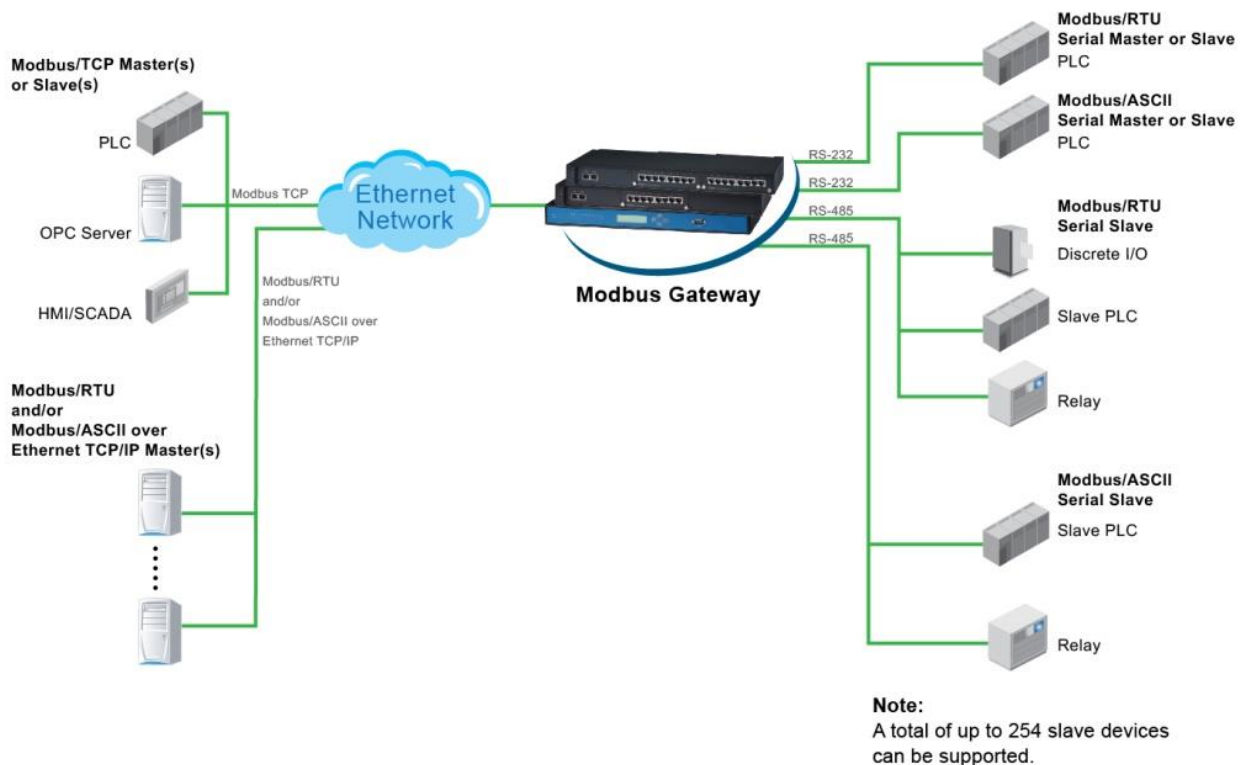 Modbus/TCP Master(s)
or Slave(s)
PLC
OPC Server
HMI/SCADA
Modbus TCP
Ethernet
Network
Modbus/RTU
and/or
Modbus/ASCII over
Ethernet TCP/IP
Modbus/RTU
and/or
Modbus/ASCII over
Ethernet TCP/IP Master(s)
Modbus Gateway
RS-232
RS-232
RS-485
RS-485
Modbus/RTU
Serial Master or Slave
PLC
Modbus/ASCII
Serial Master or Slave
PLC
Modbus/RTU
Serial Slave
Discrete I/O
Slave PLC
Relay
Modbus/ASCII
Serial Slave
Slave PLC
Relay
Note:
A total of up to 254 slave devices
can be supported.